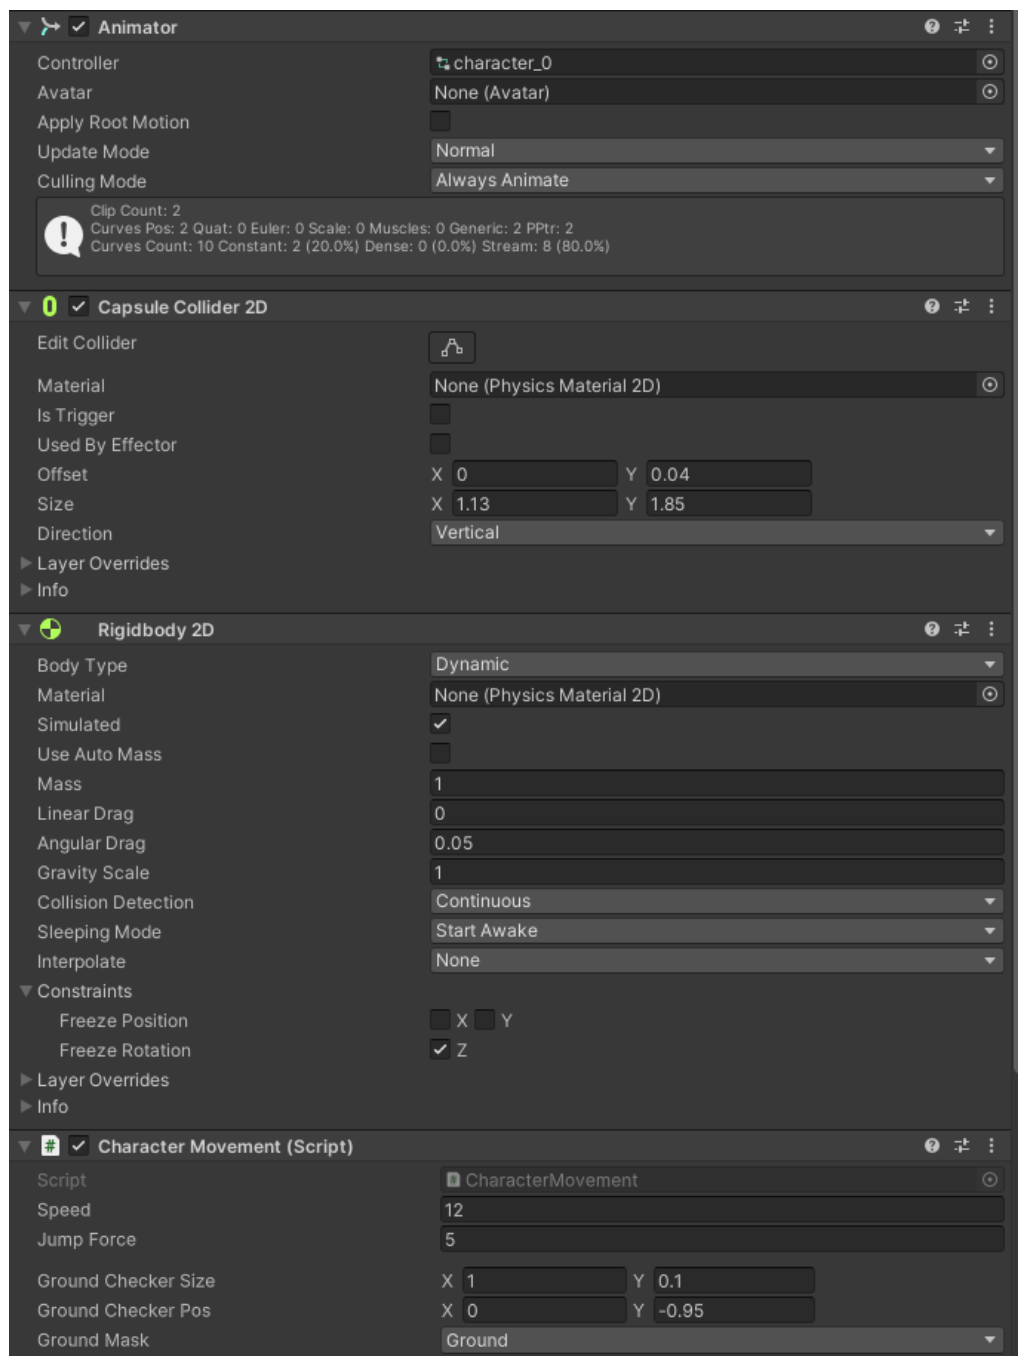 Animator
Controller character_0
Avatar None (Avatar)
Apply Root Motion
Update Mode Normal
Culling Mode Always Animate
Clip Count: 2
Curves Pos: 2 Quat: 0 Euler: 0 Scale: 0 Muscles: 0 Generic: 2 PPtr: 2
Curves Count: 10 Constant: 2 (20.0%) Dense: 0 (0.0%) Stream: 8 (80.0%)
Capsule Collider 2D
Edit Collider
Material None (Physics Material 2D)
Is Trigger
Used By Effector
Offset X 0 Y 0.04
Size X 1.13 Y 1.85
Direction Vertical
Layer Overrides
Info
Rigidbody 2D
Body Type Dynamic
Material None (Physics Material 2D)
Simulated
Use Auto Mass
Mass 1
Linear Drag 0
Angular Drag 0.05
Gravity Scale 1
Collision Detection Continuous
Sleeping Mode Start Awake
Interpolate None
Constraints
Freeze Position X Y
Freeze Rotation Z
Layer Overrides
Info
# Character Movement (Script)
Script # CharacterMovement
Speed 12
Jump Force 5
Ground Checker Size X 1 Y 0.1
Ground Checker Pos X 0 Y -0.95
Ground Mask Ground